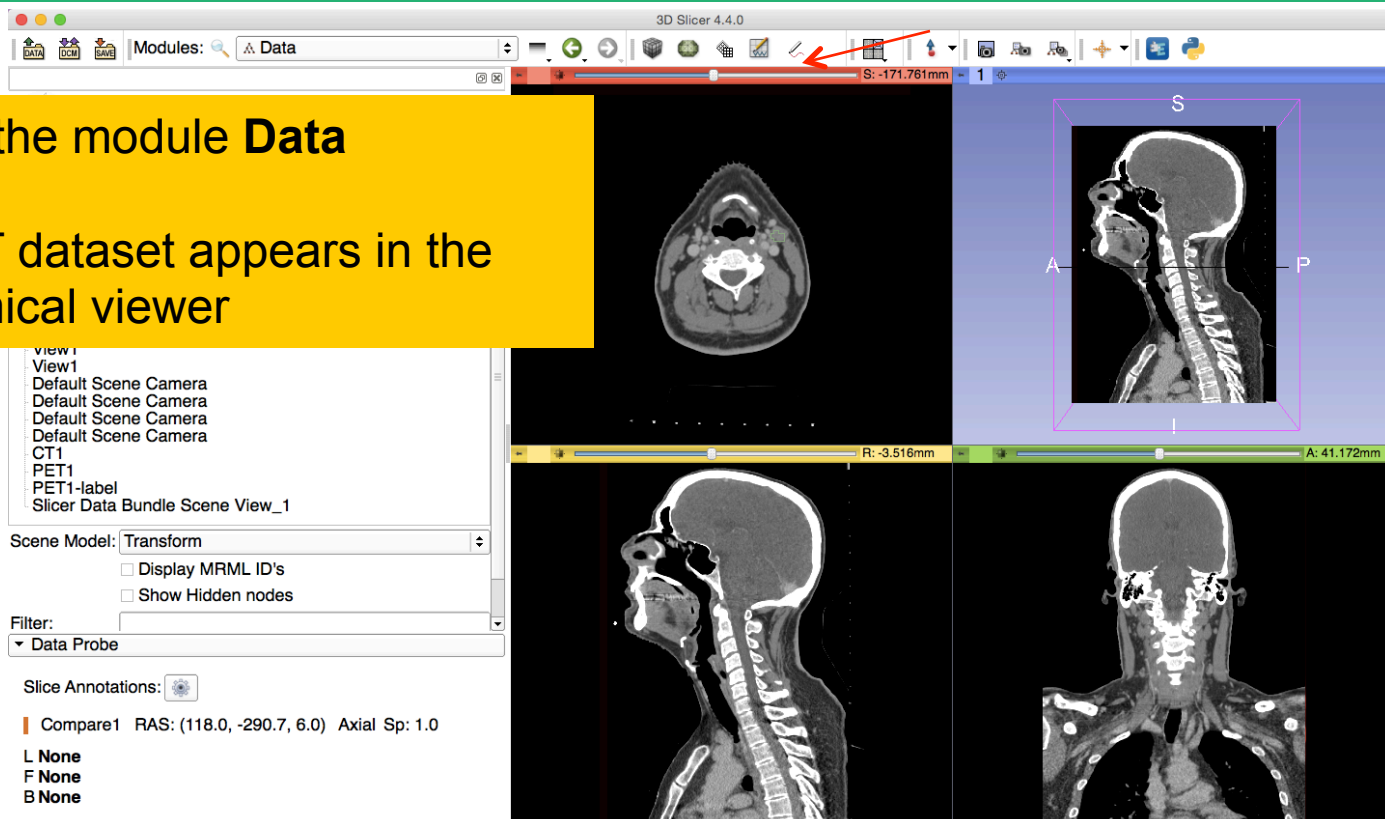 3D Slicer 4.4.0
DATA DCM SAVE Modules: Data
S: -171.761mm 1
the module Data
dataset appears in the
ical viewer
View1
View1
Default Scene Camera
Default Scene Camera
Default Scene Camera
Default Scene Camera
CT1
PET1
PET1-label
Slicer Data Bundle Scene View_1
Scene Model: Transform
Display MRML ID's
Show Hidden nodes
Filter:
Data Probe
Slice Annotations:
Compare1 RAS: (118.0, -290.7, 6.0) Axial Sp: 1.0
L None
F None
B None
S
A
P
I
R: -3.516mm
A: 41.172mm